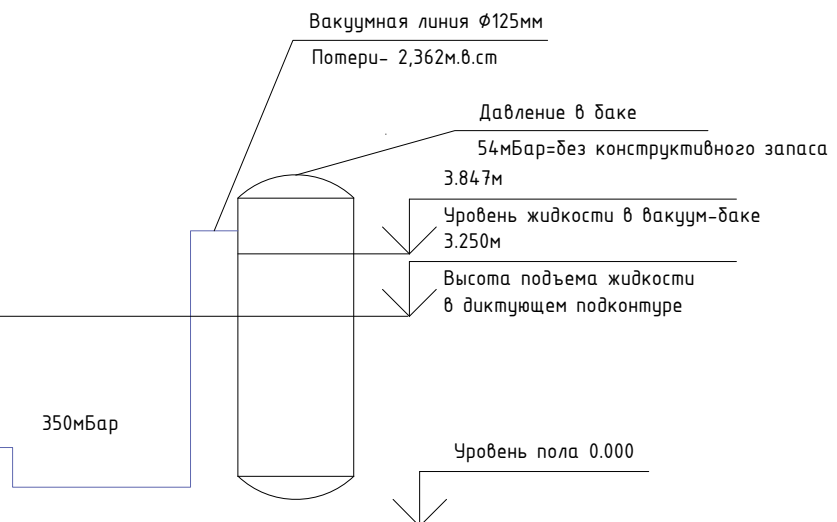 Вакуумная линия Ф125мм
Потери- 2,362м.в.ст
Давление в баке
54мБар=без конструктивного запаса
3.847м
Уровень жидкости в вакуум-баке
3.250м
Высота подъема жидкости
в диктующем подконтуре
350мБар
Уровень пола 0.000